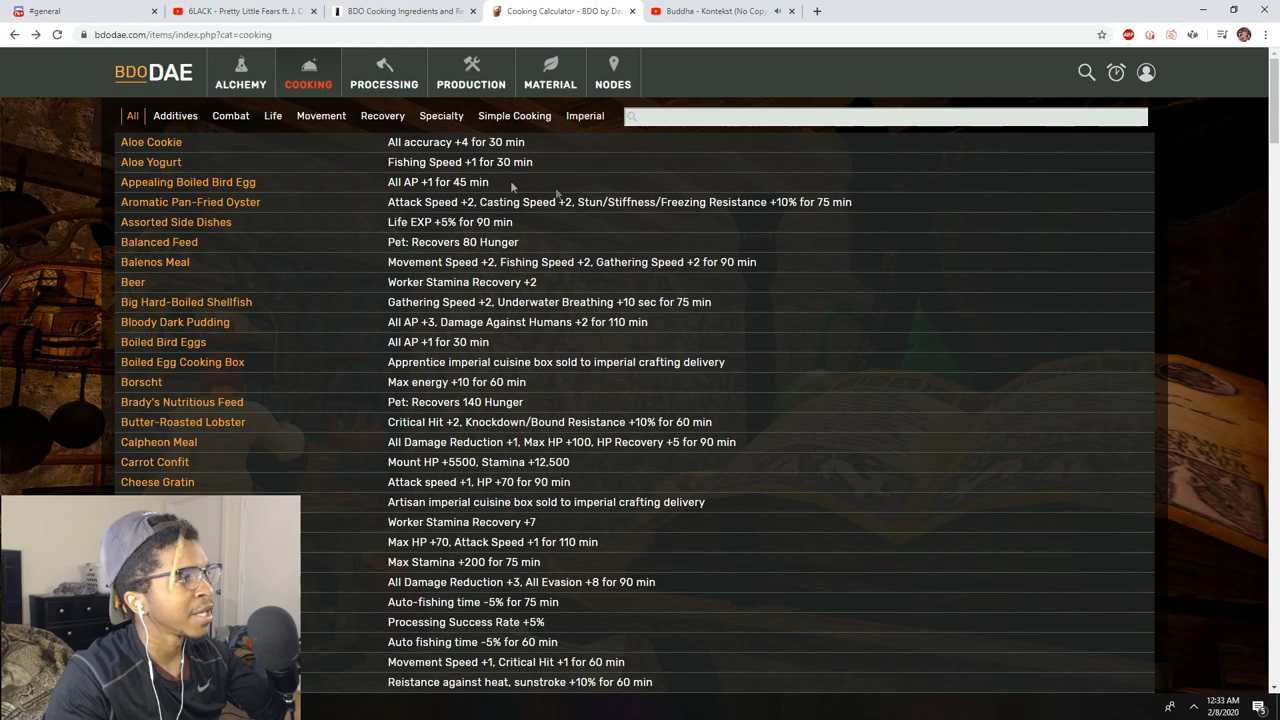 #general
6LACK - Pretty Little Fears ft. J. C
BDO Cooking Ingredients and Re
Cooking Calculator - BDO by Da
Buddha - Kontekst (No Copy
bdodae.com/items/index.php?cat=cooking
BDODAE
ALCHEMY
COOKING
PROCESSING
PRODUCTION
MATERIAL
NODES
All Additives Combat Life Movement Recovery Specialty Simple Cooking Imperial
Aloe Cookie All accuracy +4 for 30 min
Aloe Yogurt Fishing Speed +1 for 30 min
Appealing Boiled Bird Egg All AP +1 for 45 min
Aromatic Pan-Fried Oyster Attack Speed +2, Casting Speed +2, Stun/Stiffness/Freezing Resistance +10% for 75 min
Assorted Side Dishes Life EXP +5% for 90 min
Balanced Feed Pet: Recovers 80 Hunger
Balenos Meal Movement Speed +2, Fishing Speed +2, Gathering Speed +2 for 90 min
Beer Worker Stamina Recovery +2
Big Hard-Boiled Shellfish Gathering Speed +2, Underwater Breathing +10 sec for 75 min
Bloody Dark Pudding All AP +3, Damage Against Humans +2 for 110 min
Boiled Bird Eggs All AP +1 for 30 min
Boiled Egg Cooking Box Apprentice imperial cuisine box sold to imperial crafting delivery
Borscht Max energy +10 for 60 min
Brady's Nutritious Feed Pet: Recovers 140 Hunger
Butter-Roasted Lobster Critical Hit +2, Knockdown/Bound Resistance +10% for 60 min
Calpheon Meal All Damage Reduction +1, Max HP +100, HP Recovery +5 for 90 min
Carrot Confit Mount HP +5500, Stamina +12,500
Cheese Gratin Attack speed +1, HP +70 for 90 min
Artisan imperial cuisine box sold to imperial crafting delivery
Worker Stamina Recovery +7
Max HP +70, Attack Speed +1 for 110 min
Max Stamina +200 for 75 min
All Damage Reduction +3, All Evasion +8 for 90 min
Auto-fishing time -5% for 75 min
Processing Success Rate +5%
Auto fishing time -5% for 60 min
Movement Speed +1, Critical Hit +1 for 60 min
Reistance against heat, sunstroke +10% for 60 min
12:33 AM
2/8/2020